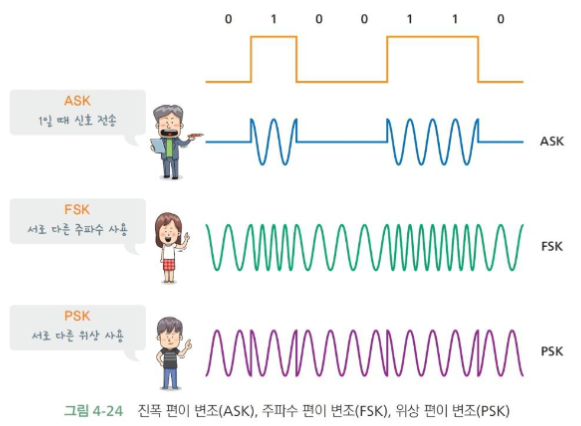 0 1 0 0 1 1 0
ASK
1일 때 신호 전송
ASK
FSK
서로 다른 주파수 사용
FSK
PSK
서로 다른 위상 사용
PSK
그림 4-24 진폭 편이 변조(ASK), 주파수 편이 변조(FSK), 위상 편이 변조(PSK)